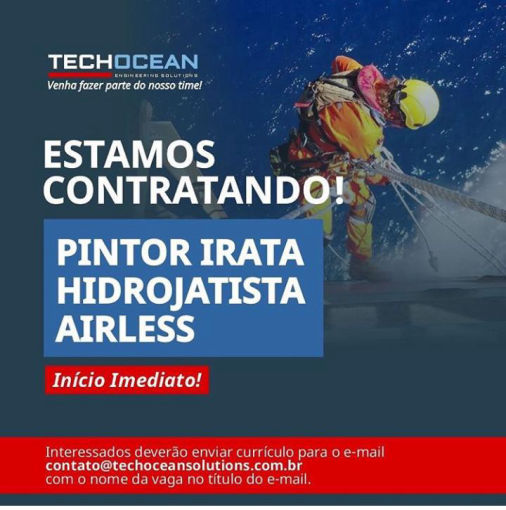 TECHOCEAN
ENGINEERING SOLUTIONS
Venha fazer parte do nosso time!
ESTAMOS
CONTRATANDO!
PINTOR IRATA
HIDROJATISTA
AIRLESS
Início Imediato!
Interessados deverão enviar currículo para o e-mail
contato@techoceansolutions.com.br
com o nome da vaga no título do e-mail.